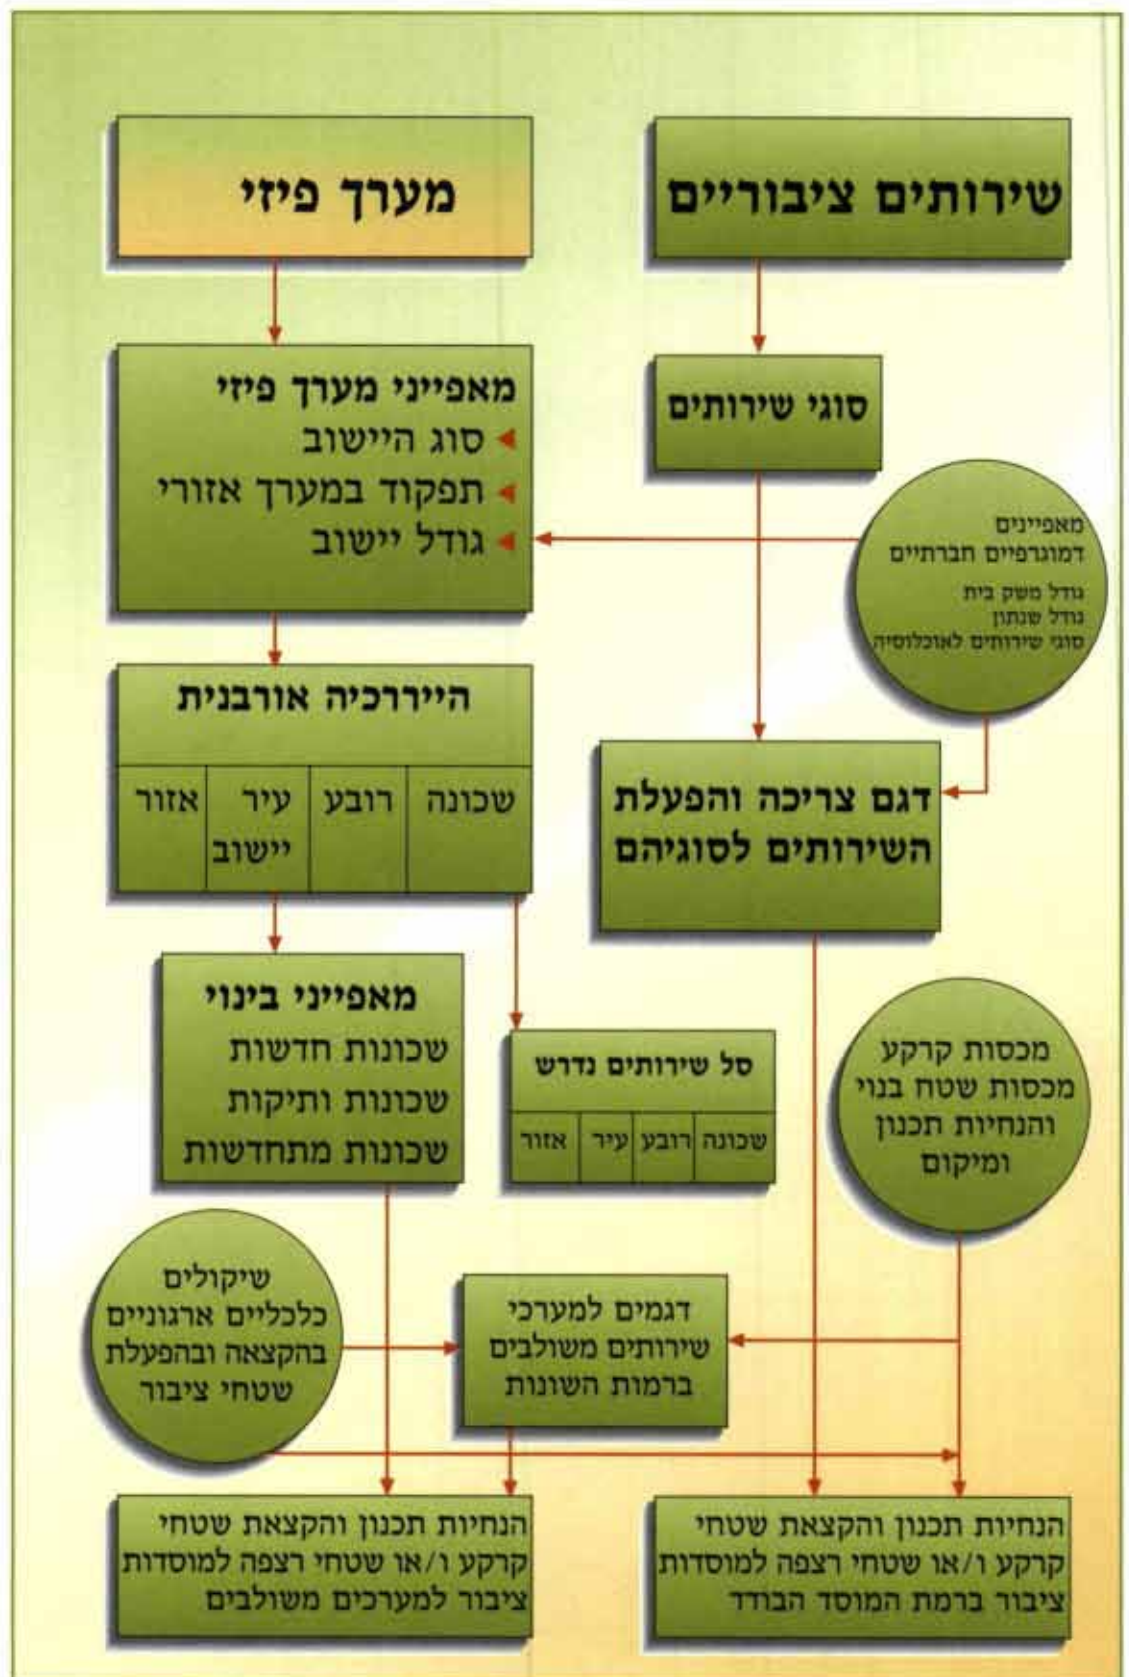 שירותים ציבוריים
מערך פיזי
סוגי שירותים
מאפייני מערך פיזי
סוג היישוב
תפקוד במערך אזורי
גודל יישוב
מאפיינים
דמוגרפיים חברתיים
גודל משק בית
גודל שנתון
סוגי שירותים לאוכלוסיה
הייררכיה אורבנית
שכונה
רובע
עיר
יישוב
אזור
דגם צריכה והפעלת
השירותים לסוגיהם
מאפייני בינוי
שכונות חדשות
שכונות ותיקות
שכונות מתחדשות
סל שירותים נדרש
שכונה
רובע
עיר
אזור
מכסות קרקע
מכסות שטח בנוי
והנחיות תכנון
ומיקום
שיקולים
כלכליים ארגוניים
בהקצאה ובהפעלת
שטחי ציבור
דגמים למערכי
שירותים משולבים
ברמות השונות
הנחיות תכנון והקצאת שטחי
קרקע ו/או שטחי רצפה למוסדות
ציבור ברמת המוסד הבודד
הנחיות תכנון והקצאת שטחי
קרקע ו/או שטחי רצפה למוסדות
ציבור למערכים משולבים